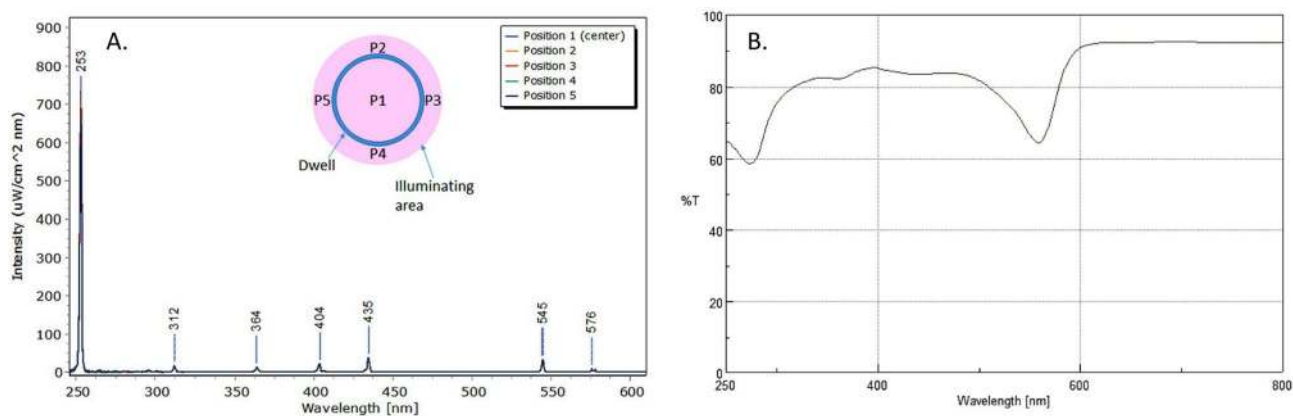 A.
900
800
700
600
500
400
300
200
100
0
Intensity (uW/cm^2 nm)
253
312
364
404
435
545
576
P2
P5 P1 P3
P4
Dwell
Illuminating
area
Position 1 (center)
Position 2
Position 3
Position 4
Position 5
250 300 350 400 450 500 550 600
Wavelength [nm]
B.
100
80
60
%T
40
20
0
250 400 600 800
Wavelength [nm]